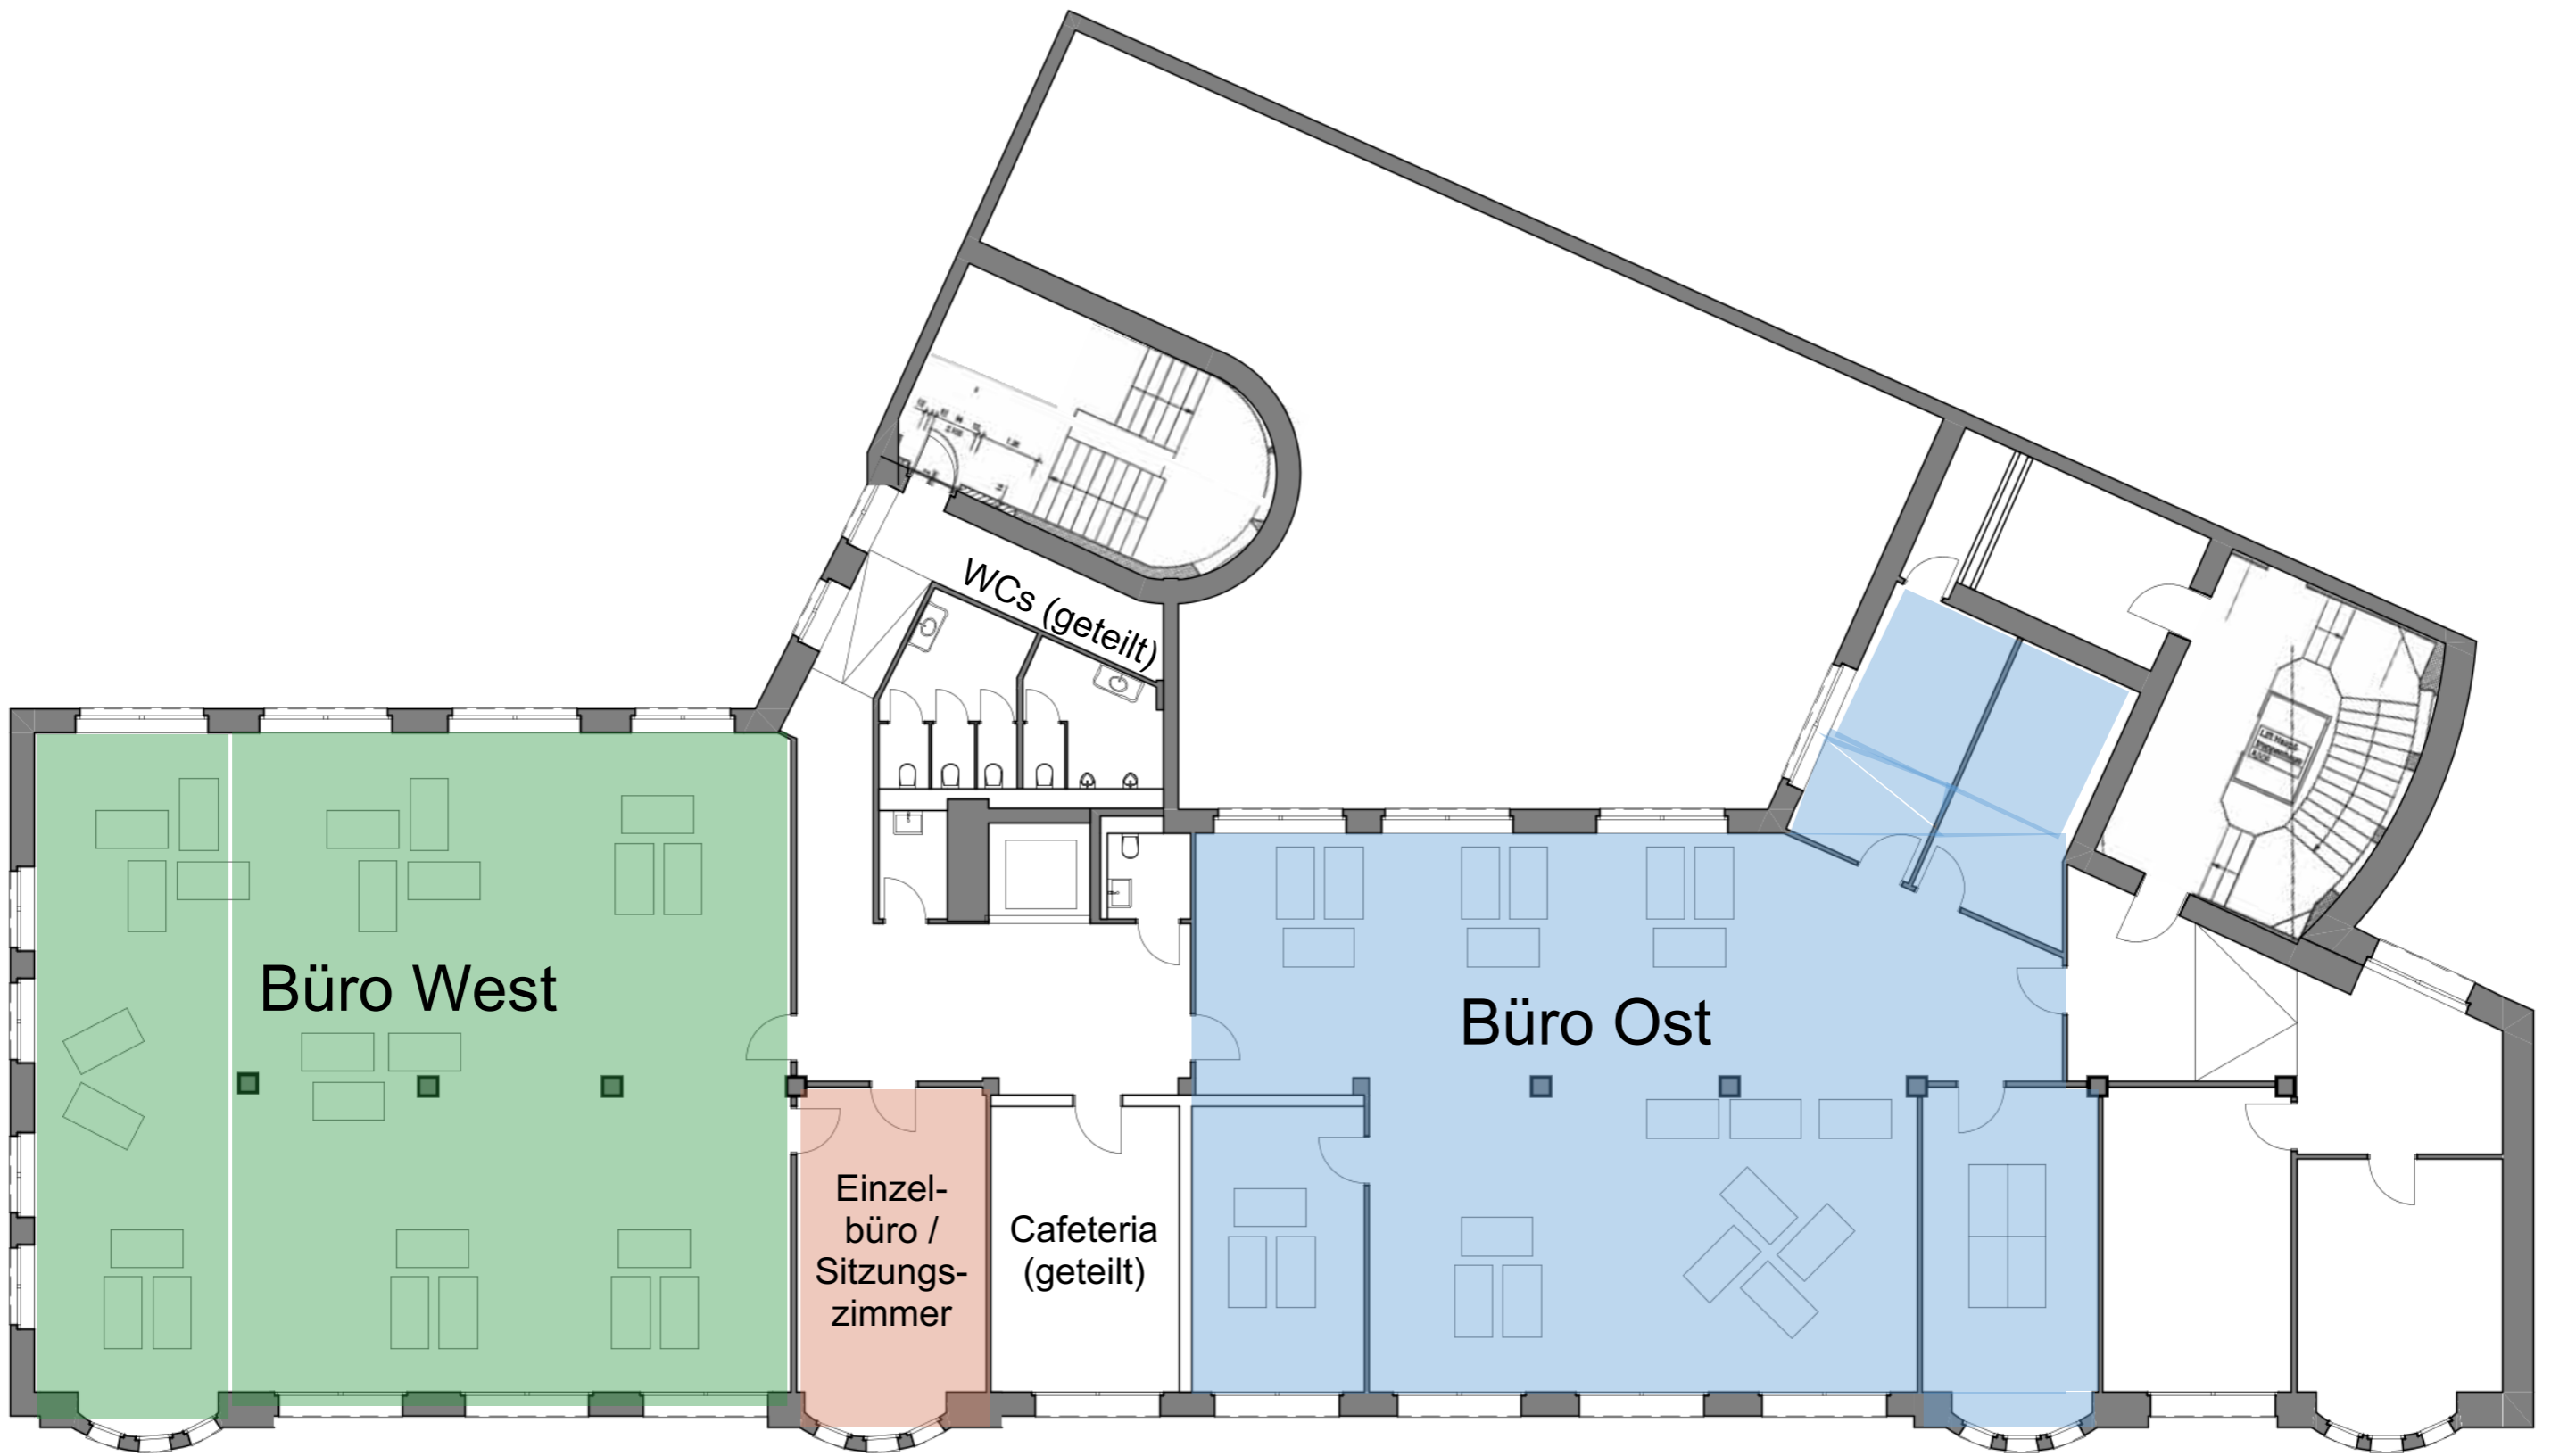 WCs (geteilt)
Büro West
Büro Ost
Einzel-
büro /
Sitzungs-
zimmer
Cafeteria
(geteilt)